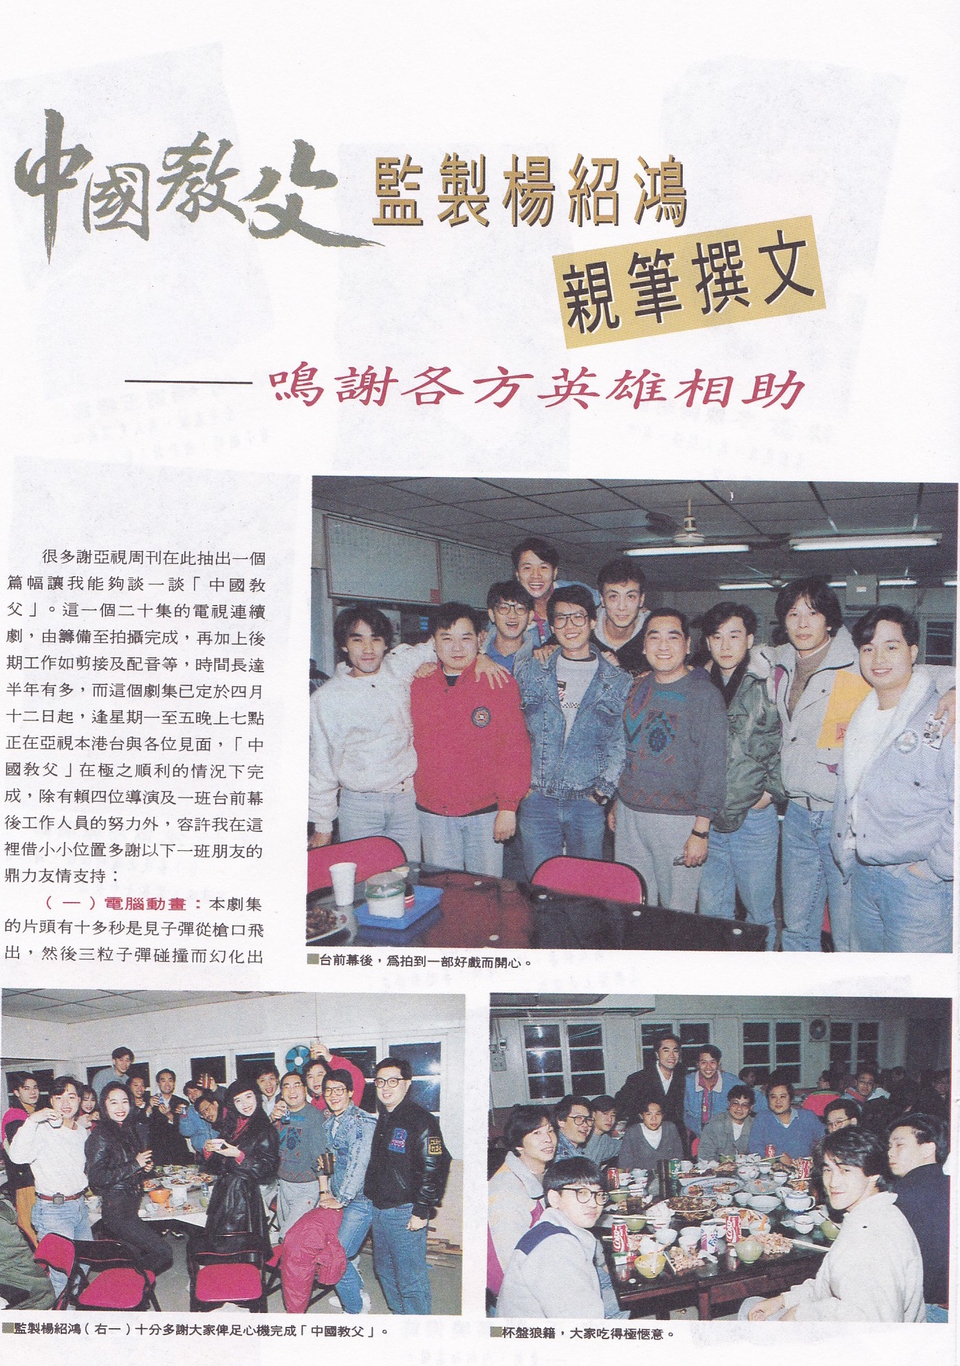 中國教父
監製楊紹鴻
親筆撰文
——鳴謝各方英雄相助
很多謝亞視周刊在此抽出一個
篇幅讓我能夠談一談「中國教
父」。這一個二十集的電視連續
劇，由籌備至拍攝完成，再加上後
期工作如剪接及配音等，時間長達
半年有多，而這個劇集已定於四月
十二日起，逢星期一至五晚上七點
正在亞視本港台與各位見面，「中
國教父」在極之順利的情況下完
成，除有賴四位導演及一班台前幕
後工作人員的努力外，容許我在這
裡借小小位置多謝以下一班朋友的
鼎力友情支持：
（一）電腦動畫：本劇集
的片頭有十多秒是見子彈從槍口飛
出，然後三粒子彈碰撞而幻化出
■台前幕後，爲拍到一部好戲而開心。
■監製楊紹鴻（右一）十分多謝大家俾足心機完成「中國教父」。
■杯盤狼籍，大家吃得極愜意。